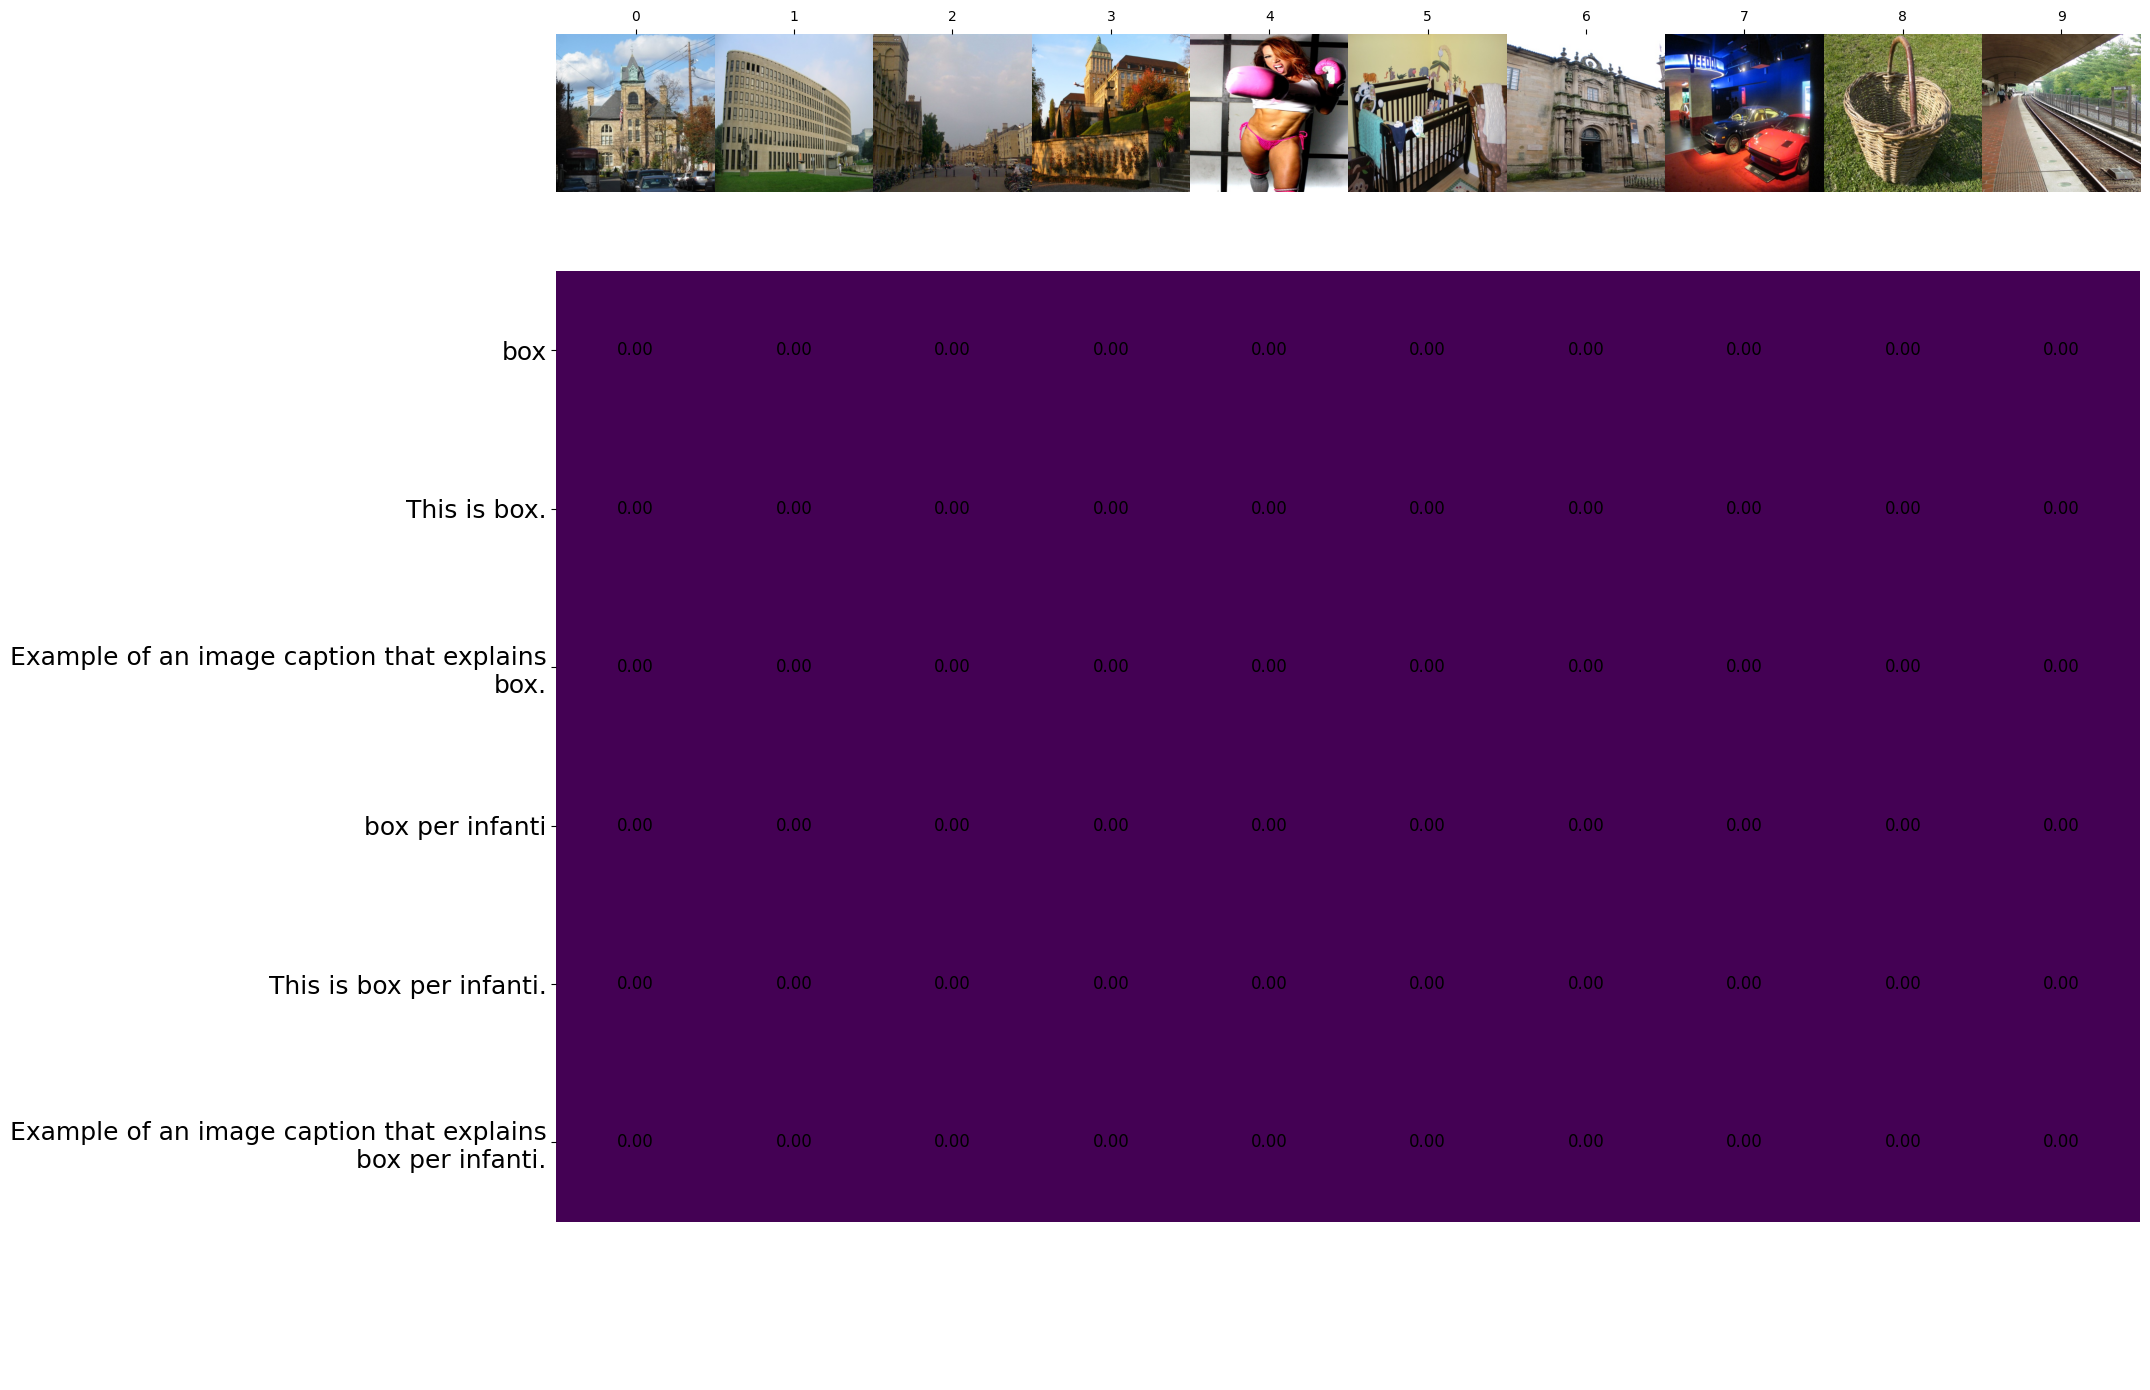 0 1 2 3 4 5 6 7 8 9
VEEDOL
box 0.00 0.00 0.00 0.00 0.00 0.00 0.00 0.00 0.00 0.00
This is box. 0.00 0.00 0.00 0.00 0.00 0.00 0.00 0.00 0.00 0.00
Example of an image caption that explains
box. 0.00 0.00 0.00 0.00 0.00 0.00 0.00 0.00 0.00 0.00
box per infanti 0.00 0.00 0.00 0.00 0.00 0.00 0.00 0.00 0.00 0.00
This is box per infanti. 0.00 0.00 0.00 0.00 0.00 0.00 0.00 0.00 0.00 0.00
Example of an image caption that explains
box per infanti. 0.00 0.00 0.00 0.00 0.00 0.00 0.00 0.00 0.00 0.00